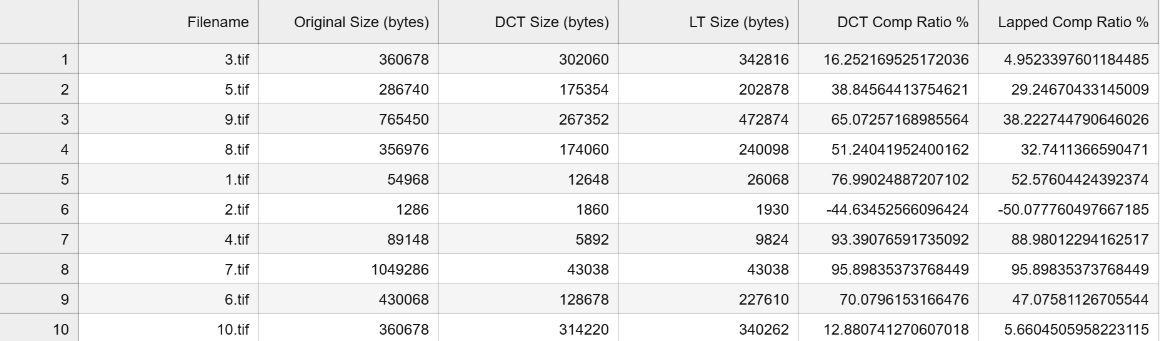 Filename Original Size (bytes) DCT Size (bytes) LT Size (bytes) DCT Comp Ratio % Lapped Comp Ratio %
1 3.tif 360678 302060 342816 16.252169525172036 4.9523397601184485
2 5.tif 286740 175354 202878 38.84564413754621 29.24670433145009
3 9.tif 765450 267352 472874 65.07257168985564 38.222744790646026
4 8.tif 356976 174060 240098 51.24041952400162 32.7411366590471
5 1.tif 54968 12648 26068 76.99024887207102 52.57604424392374
6 2.tif 1286 1860 1930 -44.63452566096424 -50.077760497667185
7 4.tif 89148 5892 9824 93.39076591735092 88.98012294162517
8 7.tif 1049286 43038 43038 95.89835373768449 95.89835373768449
9 6.tif 430068 128678 227610 70.0796153166476 47.07581126705544
10 10.tif 360678 314220 340262 12.880741270607018 5.6604505958223115